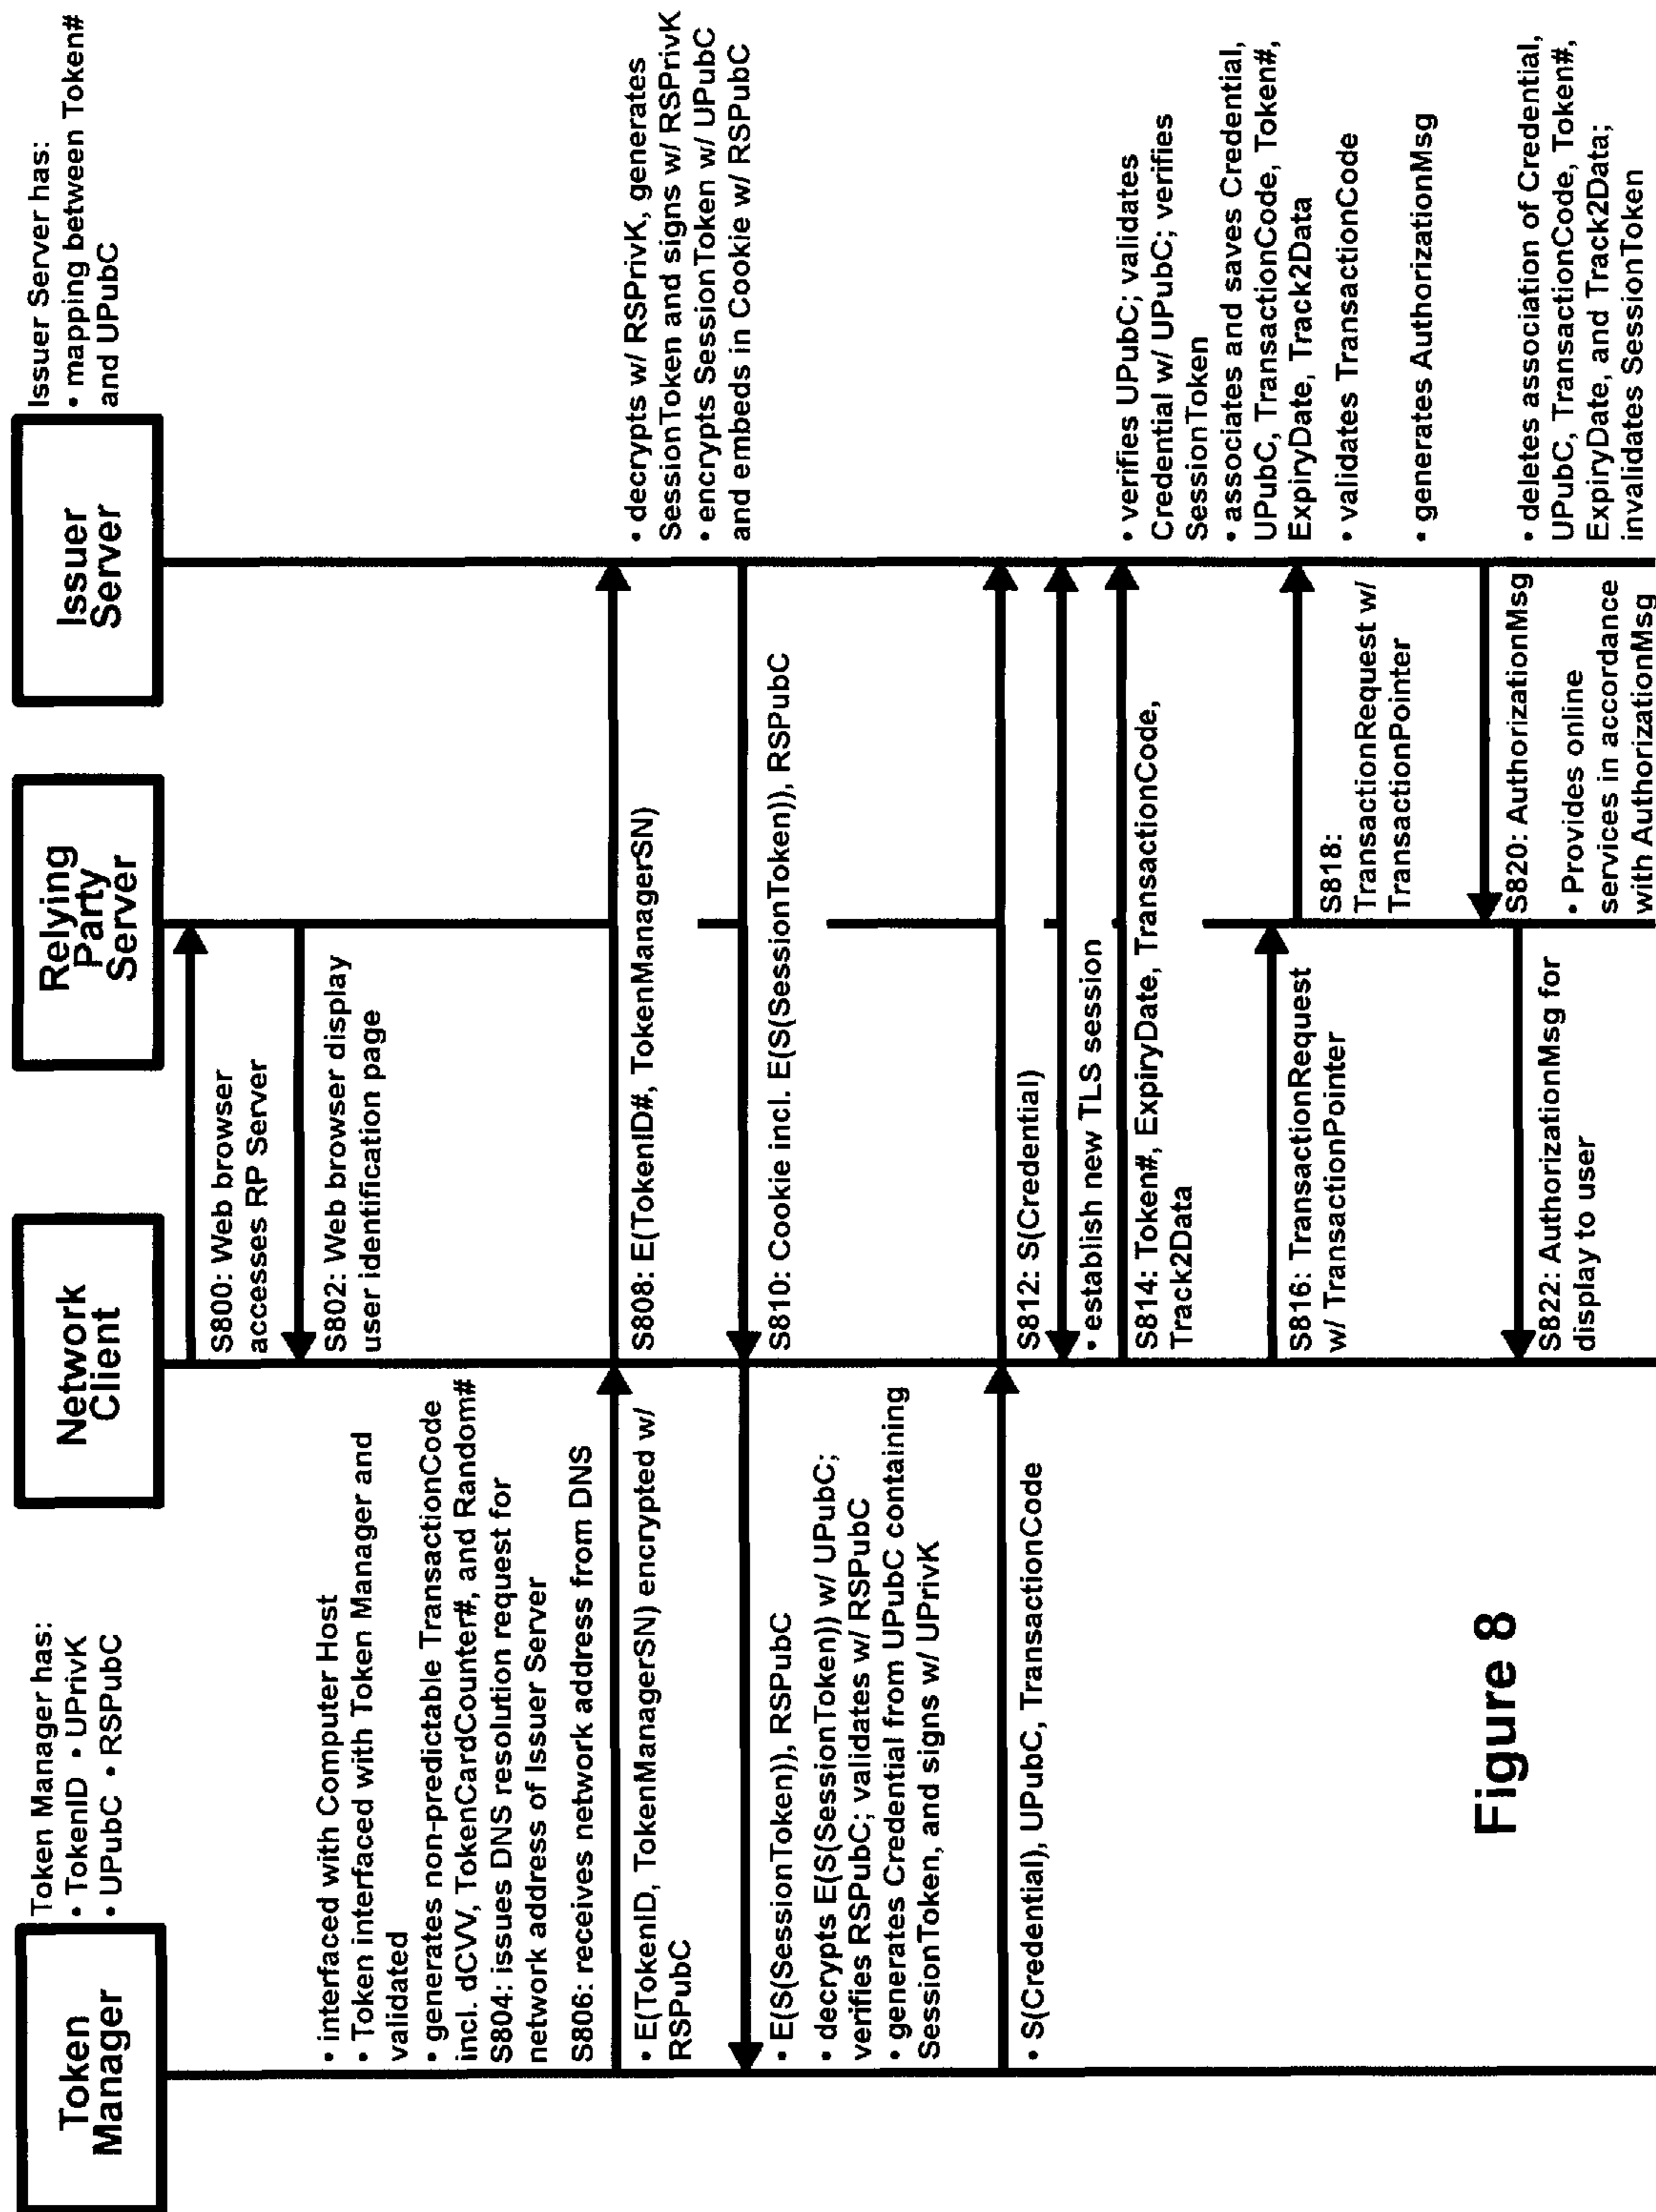 Token
Manager
Token Manager has:
• TokenID • UPrivK
• UPubC • RSPubC
Network
Client
Relying
Party
Server
Issuer
Server
Issuer Server has:
• mapping between Token#
and UPubC
S800: Web browser
accesses RP Server
S802: Web browser display
user identification page
• interfaced with Computer Host
• Token interfaced with Token Manager and
validated
• generates non-predictable TransactionCode
incl. dCVV, TokenCardCounter#, and Random#
S804: issues DNS resolution request for
network address of Issuer Server
S806: receives network address from DNS
• E(TokenID, TokenManagerSN) encrypted w/
RSPubC
S808: E(TokenID#, TokenManagerSN)
• decrypts w/ RSPrivK, generates
SessionToken and signs w/ RSPrivK
• encrypts SessionToken w/ UPubC
and embeds in Cookie w/ RSPubC
S810: Cookie incl. E(S(SessionToken)), RSPubC
• E(S(SessionToken)), RSPubC
• decrypts E(S(SessionToken)) w/ UPubC;
verifies RSPubC; validates w/ RSPubC
• generates Credential from UPubC containing
SessionToken, and signs w/ UPrivK
• S(Credential), UPubC, TransactionCode
S812: S(Credential)
• establish new TLS session
S814: Token#, ExpiryDate, TransactionCode,
Track2Data
• verifies UPubC; validates
Credential w/ UPubC; verifies
SessionToken
• associates and saves Credential,
UPubC, TransactionCode, Token#,
ExpiryDate, Track2Data
S816: TransactionRequest
w/ TransactionPointer
S818:
TransactionRequest w/
TransactionPointer
• validates TransactionCode
• generates AuthorizationMsg
S820: AuthorizationMsg
• Provides online
services in accordance
with AuthorizationMsg
S822: AuthorizationMsg for
display to user
• deletes association of Credential,
UPubC, TransactionCode, Token#,
ExpiryDate, and Track2Data;
invalidates SessionToken
Figure 8